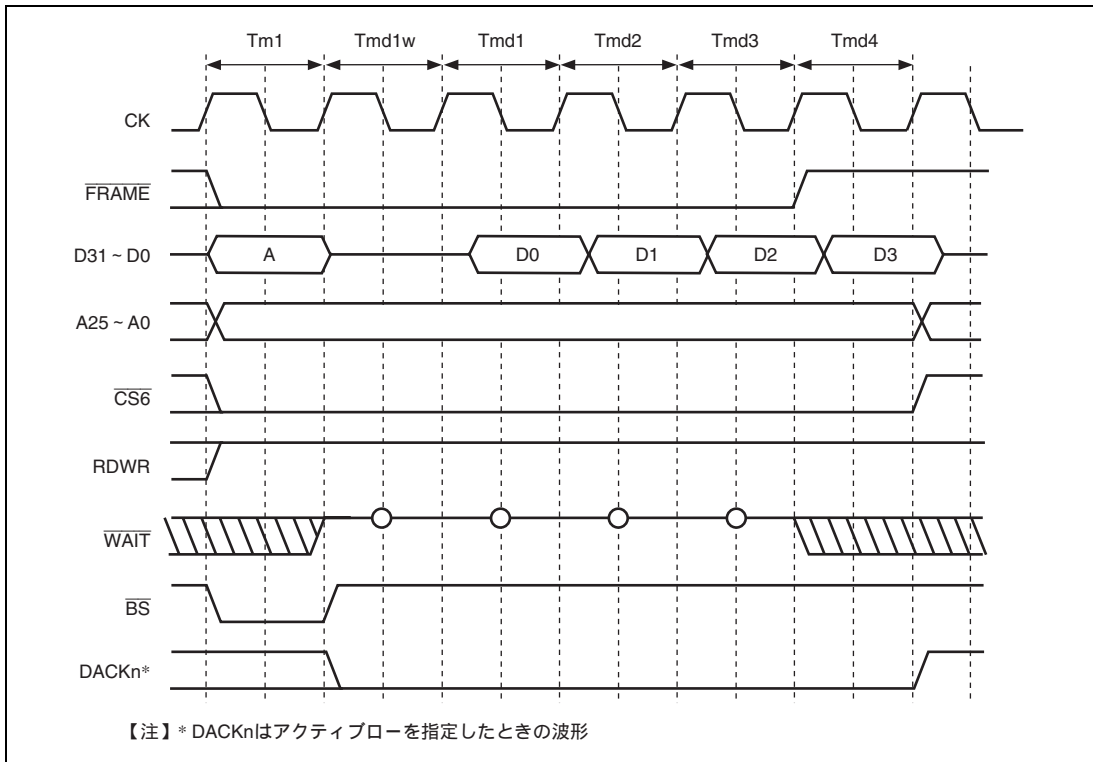 Tm1 Tmd1w Tmd1 Tmd2 Tmd3 Tmd4
CK
FRAME
D31 ~ D0 A D0 D1 D2 D3
A25 ~ A0
CS6
RDWR
WAIT
BS
DACKn*
【注】* DACKnはアクティブローを指定したときの波形